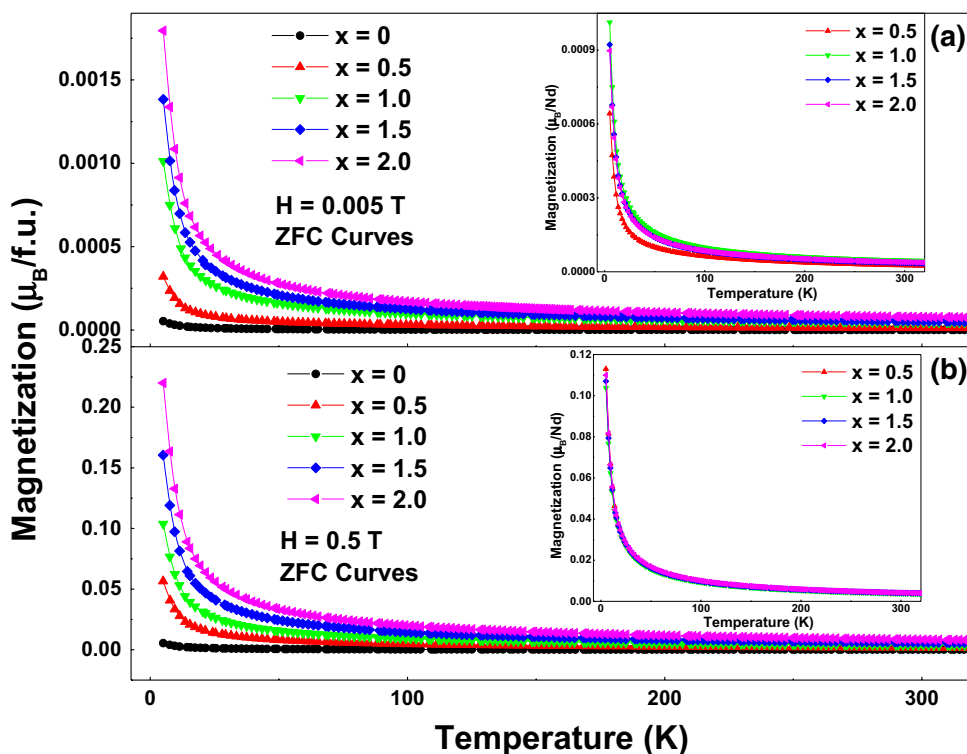 Magnetization (μB/f.u.)
0.0015
0.0010
0.0005
0.0000
x = 0
x = 0.5
x = 1.0
x = 1.5
x = 2.0
H = 0.005 T
ZFC Curves
(a)
Magnetization (μB/Nd)
0.0009
0.0006
0.0003
0.0000
x = 0.5
x = 1.0
x = 1.5
x = 2.0
0
100
200
300
Temperature (K)
0.25
0.20
0.15
0.10
0.05
0.00
x = 0
x = 0.5
x = 1.0
x = 1.5
x = 2.0
H = 0.5 T
ZFC Curves
(b)
Magnetization (μB/Nd)
0.12
0.10
0.08
0.06
0.04
0.02
0.00
x = 0.5
x = 1.0
x = 1.5
x = 2.0
0
100
200
300
Temperature (K)
0
100
200
300
Temperature (K)